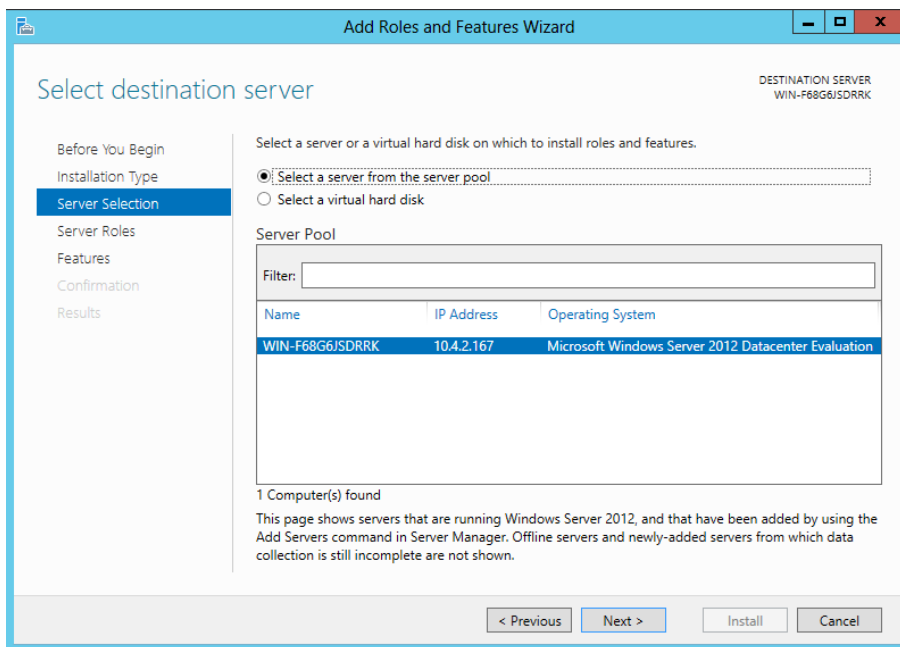 Add Roles and Features Wizard
Select destination server
DESTINATION SERVER
WIN-F68G6JSDRRK
Before You Begin
Installation Type
Server Selection
Server Roles
Features
Confirmation
Results
Select a server or a virtual hard disk on which to install roles and features.
Select a server from the server pool
Select a virtual hard disk
Server Pool
Filter:
Name IP Address Operating System
WIN-F68G6JSDRRK 10.4.2.167 Microsoft Windows Server 2012 Datacenter Evaluation
1 Computer(s) found
This page shows servers that are running Windows Server 2012, and that have been added by using the
Add Servers command in Server Manager. Offline servers and newly-added servers from which data
collection is still incomplete are not shown.
< Previous Next > Install Cancel